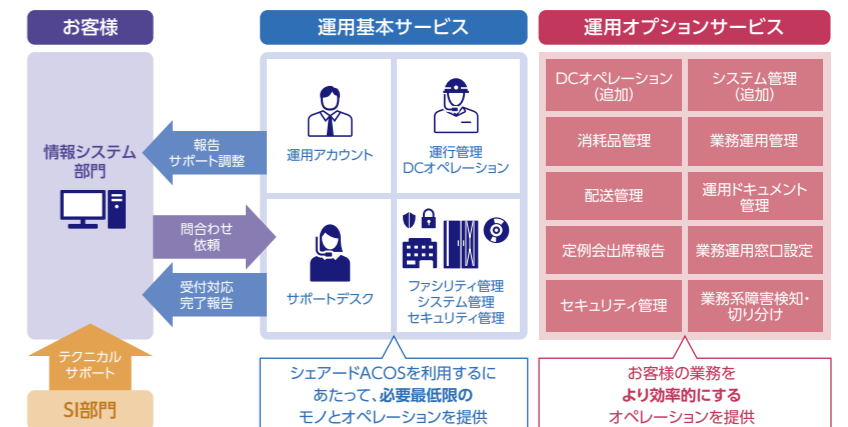 お客様
情報システム
部門
テクニカル
サポート
SI部門
報告
サポート調整
問合わせ
依頼
受付対応
完了報告
運用基本サービス
運用アカウント
運行管理
DCオペレーション
サポートデスク
ファシリティ管理
システム管理
セキュリティ管理
シェアードACOSを利用するに
あたって、必要最低限の
モノとオペレーションを提供
運用オプションサービス
DCオペレーション
(追加)
システム管理
(追加)
消耗品管理
業務運用管理
配送管理
運用ドキュメント
管理
定例会出席報告
業務運用窓口設定
セキュリティ管理
業務系障害検知・
切り分け
お客様の業務を
より効率的にする
オペレーションを提供